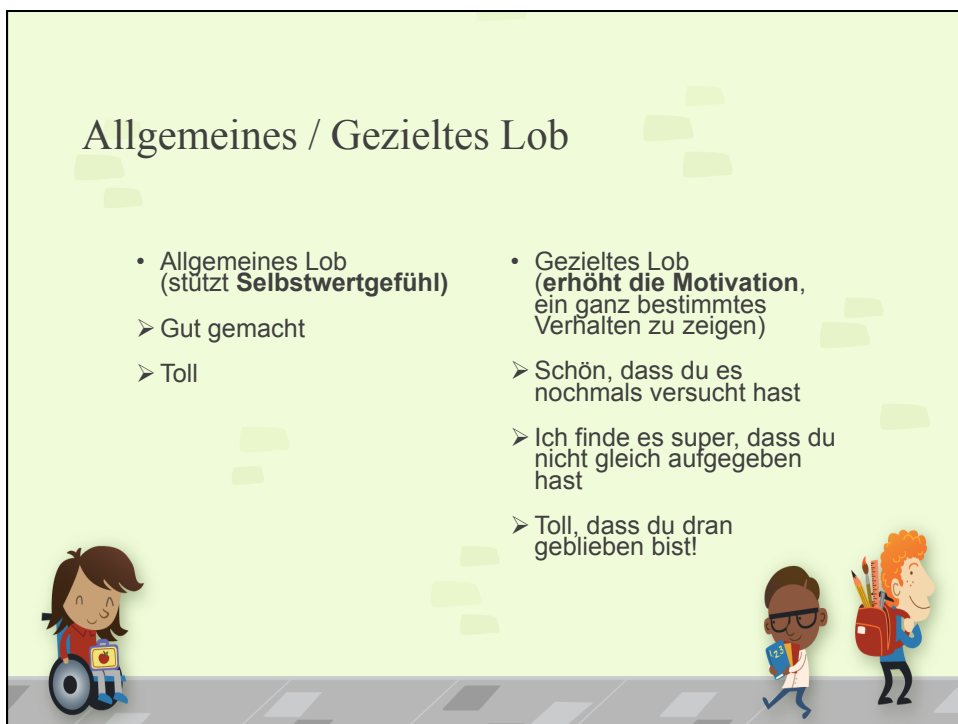 Allgemeines / Gezieltes Lob
• Allgemeines Lob
(stützt Selbstwertgefühl)
➢ Gut gemacht
➢ Toll
• Gezieltes Lob
(erhöht die Motivation,
ein ganz bestimmtes
Verhalten zu zeigen)
➢ Schön, dass du es
nochmals versucht hast
➢ Ich finde es super, dass du
nicht gleich aufgegeben
hast
➢ Toll, dass du dran
geblieben bist!
123